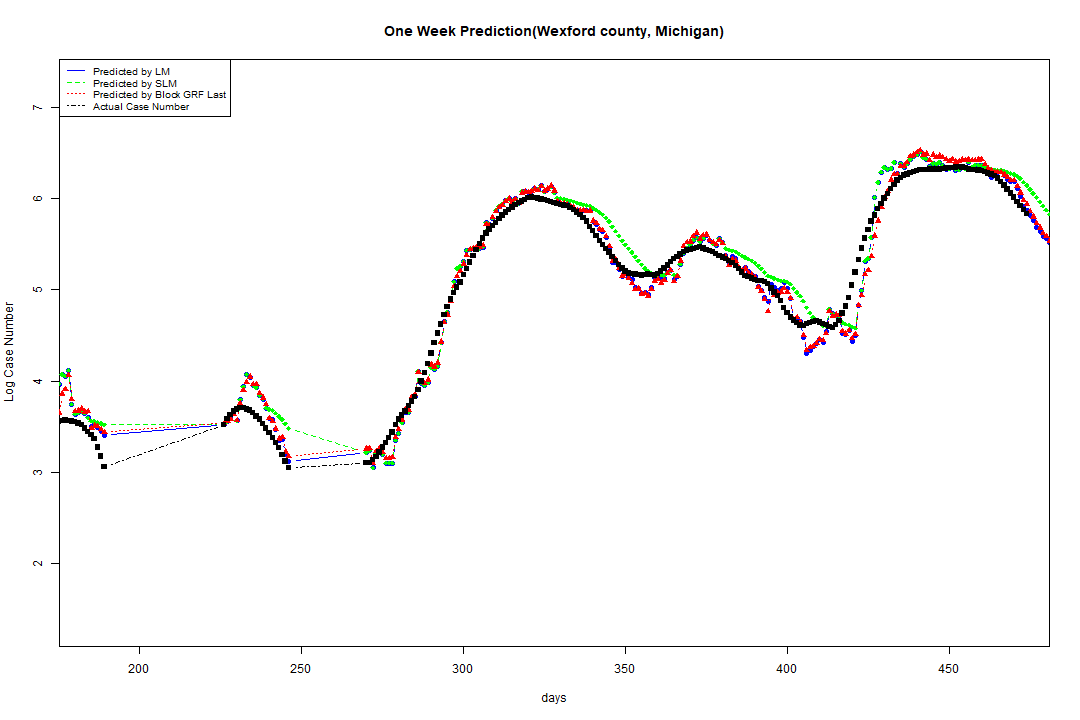 One Week Prediction(Wexford county, Michigan)
Predicted by LM
Predicted by SLM
Predicted by Block GRF Last
Actual Case Number
Log Case Number
7
6
5
4
3
2
200 250 300 350 400 450
days